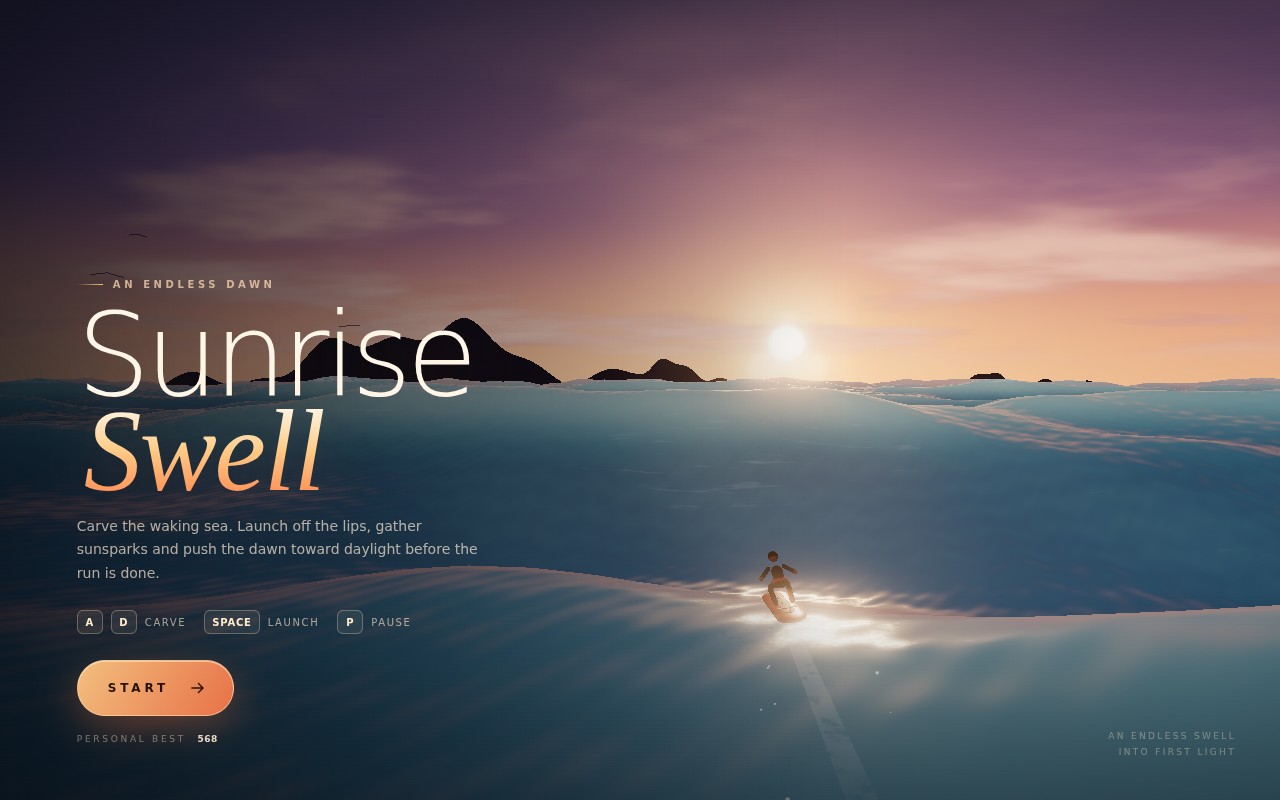 AN ENDLESS DAWN
Sunrise
Swell
Carve the waking sea. Launch off the lips, gather
sunsparks and push the dawn toward daylight before the
run is done.
A D CARVE SPACE LAUNCH P PAUSE
START →
PERSONAL BEST 568
AN ENDLESS SWELL
INTO FIRST LIGHT